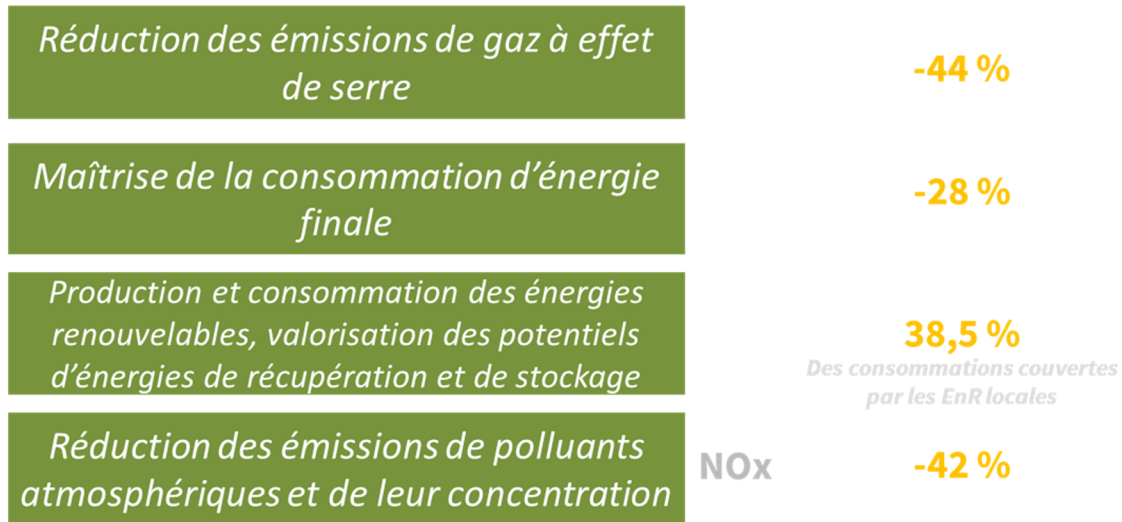 Réduction des émissions de gaz à effet
de serre
-44 %
Maîtrise de la consommation d'énergie
finale
-28 %
Production et consommation des énergies
renouvelables, valorisation des potentiels
d'énergies de récupération et de stockage
38,5 %
Des consommations couvertes
par les EnR locales
Réduction des émissions de polluants
atmosphériques et de leur concentration
NOx
-42 %